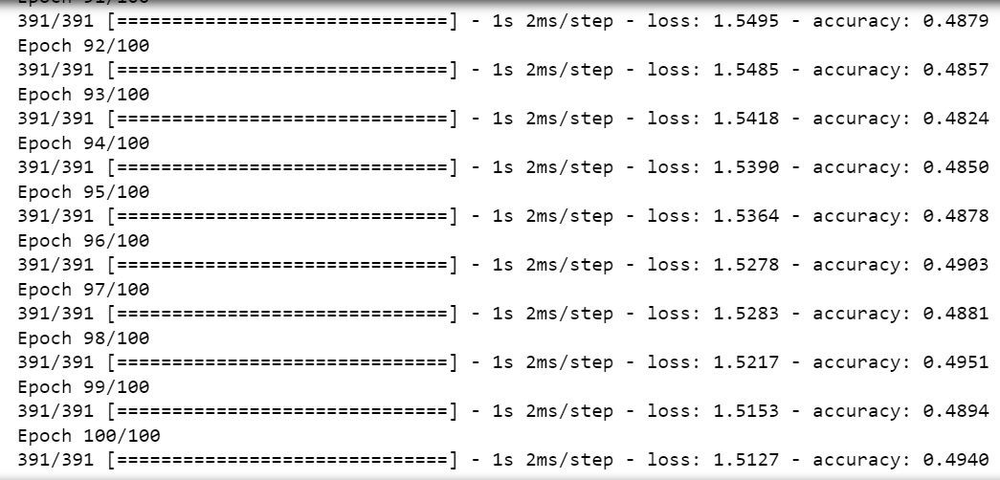 Epoch 91/100
391/391 [==============================] - 1s 2ms/step - loss: 1.5495 - accuracy: 0.4879
Epoch 92/100
391/391 [==============================] - 1s 2ms/step - loss: 1.5485 - accuracy: 0.4857
Epoch 93/100
391/391 [==============================] - 1s 2ms/step - loss: 1.5418 - accuracy: 0.4824
Epoch 94/100
391/391 [==============================] - 1s 2ms/step - loss: 1.5390 - accuracy: 0.4850
Epoch 95/100
391/391 [==============================] - 1s 2ms/step - loss: 1.5364 - accuracy: 0.4878
Epoch 96/100
391/391 [==============================] - 1s 2ms/step - loss: 1.5278 - accuracy: 0.4903
Epoch 97/100
391/391 [==============================] - 1s 2ms/step - loss: 1.5283 - accuracy: 0.4881
Epoch 98/100
391/391 [==============================] - 1s 2ms/step - loss: 1.5217 - accuracy: 0.4951
Epoch 99/100
391/391 [==============================] - 1s 2ms/step - loss: 1.5153 - accuracy: 0.4894
Epoch 100/100
391/391 [==============================] - 1s 2ms/step - loss: 1.5127 - accuracy: 0.4940